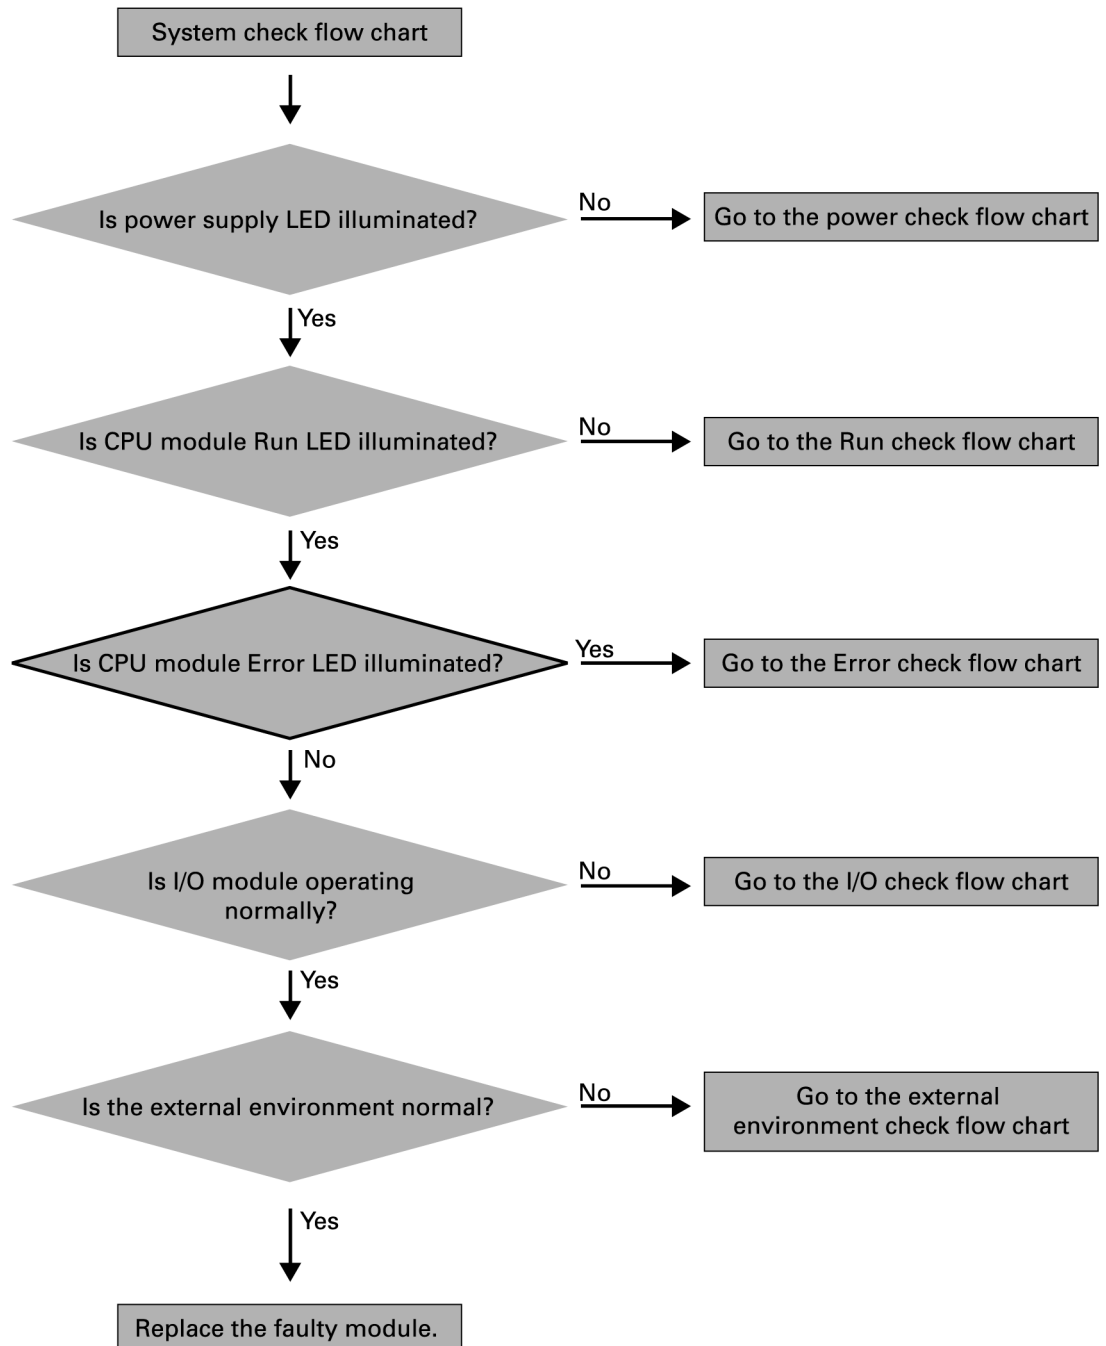 System check flow chart
Is power supply LED illuminated?
No
Go to the power check flow chart
Yes
Is CPU module Run LED illuminated?
No
Go to the Run check flow chart
Yes
Is CPU module Error LED illuminated?
Yes
Go to the Error check flow chart
No
Is I/O module operating
normally?
No
Go to the I/O check flow chart
Yes
Is the external environment normal?
No
Go to the external
environment check flow chart
Yes
Replace the faulty module.